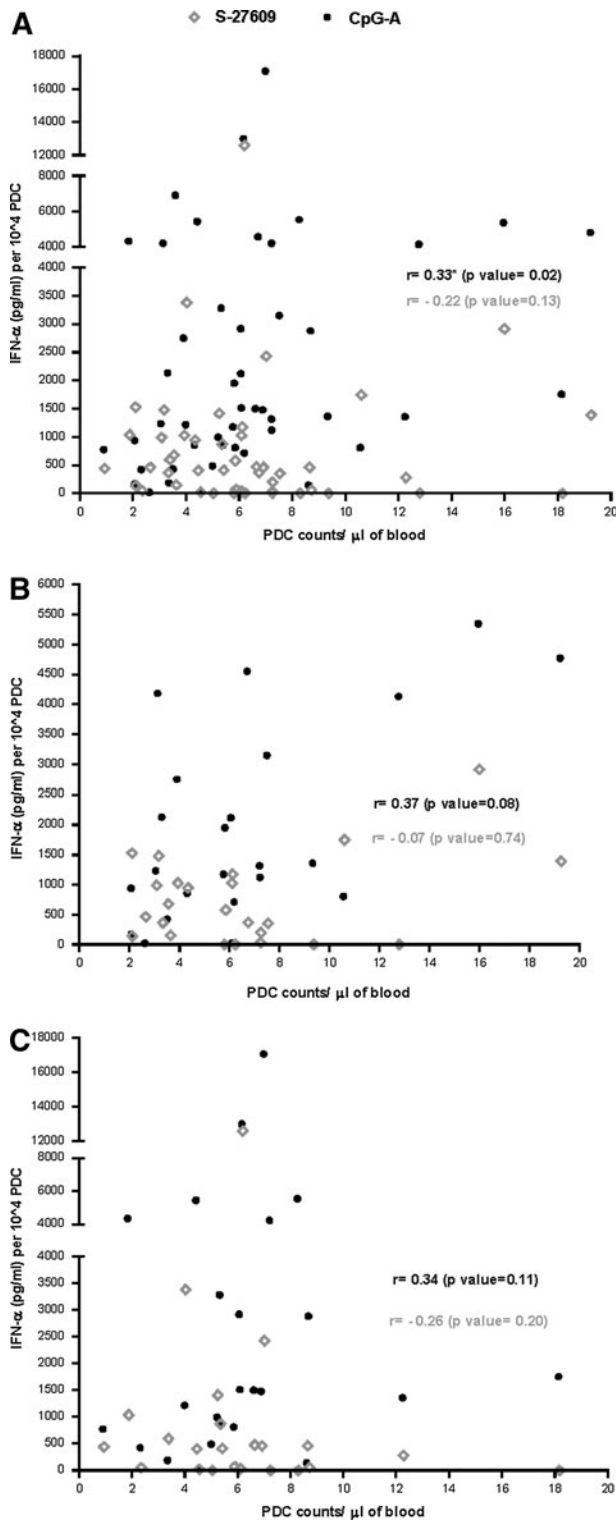 A
S-27609 CpG-A
18000
16000
14000
12000
8000
6000
4000
4000
3500
3000
2500
2000
1500
1000
500
0
IFN-α (pg/ml) per 10^4 PDC
r= 0.33* (p value= 0.02)
r= - 0.22 (p value=0.13)
0 2 4 6 8 10 12 14 16 18 20
PDC counts/ μl of blood
B
6000
5500
5000
4500
4000
3500
3000
2500
2000
1500
1000
500
0
IFN-α (pg/ml) per 10^4 PDC
r= 0.37 (p value=0.08)
r= - 0.07 (p value=0.74)
0 2 4 6 8 10 12 14 16 18 20
PDC counts/ μl of blood
C
18000
16000
14000
12000
8000
6000
4000
4000
3500
3000
2500
2000
1500
1000
500
0
IFN-α (pg/ml) per 10^4 PDC
r= 0.34 (p value=0.11)
r= - 0.26 (p value= 0.20)
0 2 4 6 8 10 12 14 16 18 20
PDC counts/ μl of blood